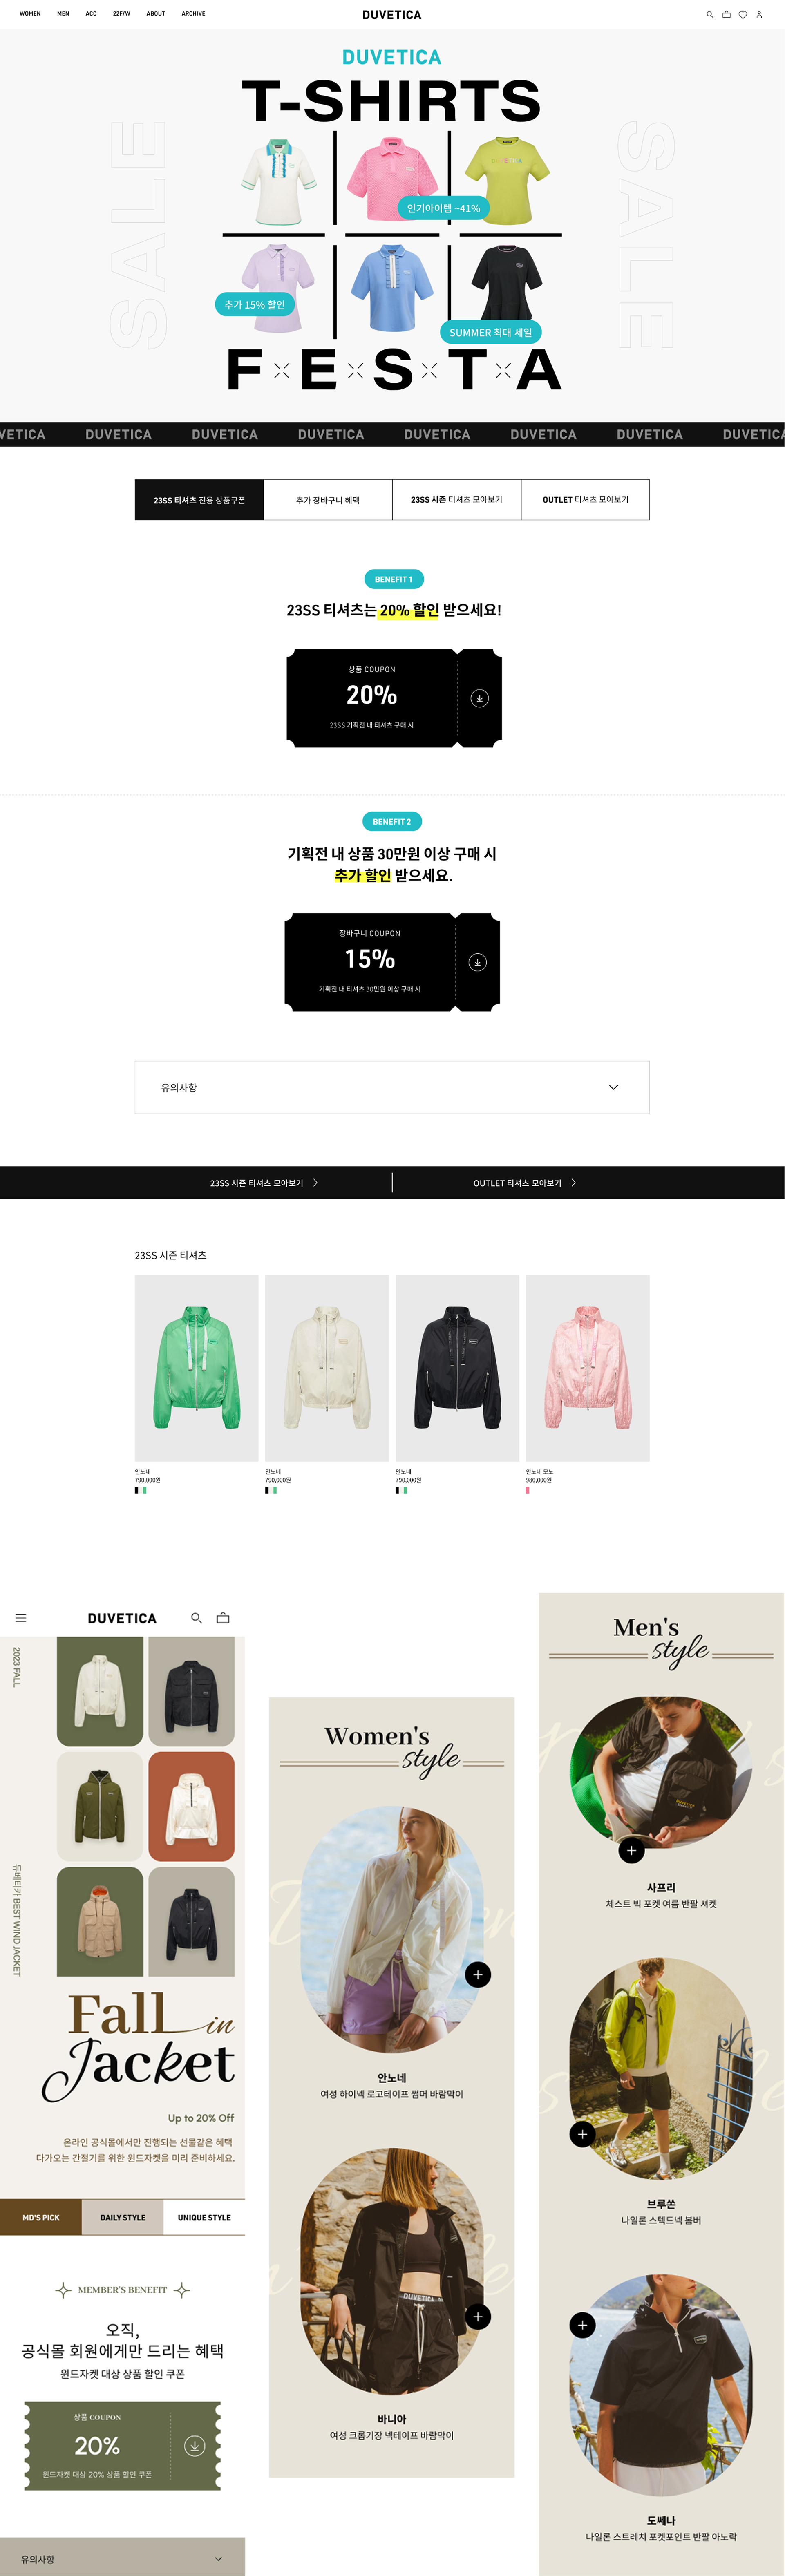 WOMEN MEN ACC 22F/W ABOUT ARCHIVE
DUVETICA
DUVETICA
T-SHIRTS
SALE
SALE
인기아이템 ~41%
추가 15% 할인
SUMMER 최대 세일
FESTA
DUVETICA DUVETICA DUVETICA DUVETICA DUVETICA DUVETICA DUVETICA DUVETICA
23SS 티셔츠 전용 상품쿠폰
추가 장바구니 혜택
23SS 시즌 티셔츠 모아보기
OUTLET 티셔츠 모아보기
BENEFIT 1
23SS 티셔츠는 20% 할인 받으세요!
상품 COUPON
20%
23SS 기획전 내 티셔츠 구매 시
BENEFIT 2
기획전 내 상품 30만원 이상 구매 시
추가 할인 받으세요.
장바구니 COUPON
15%
기획전 내 티셔츠 30만원 이상 구매 시
유의사항
23SS 시즌 티셔츠 모아보기
OUTLET 티셔츠 모아보기
23SS 시즌 티셔츠
안노네
790,000원
안노네
790,000원
안노네
790,000원
안노네 모노
980,000원
DUVETICA
2023 FALL
듀베티카 BEST WIND JACKET
Fall in
Jacket
Up to 20% Off
온라인 공식몰에서만 진행되는 선물같은 혜택
다가오는 간절기를 위한 윈드자켓을 미리 준비하세요.
MD'S PICK
DAILY STYLE
UNIQUE STYLE
MEMBER'S BENEFIT
오직,
공식몰 회원에게만 드리는 혜택
윈드자켓 대상 상품 할인 쿠폰
상품 COUPON
20%
윈드자켓 대상 20% 상품 할인 쿠폰
유의사항
Women's
style
안노네
여성 하이넥 로고테이프 썸머 바람막이
DUVETICA
바니아
여성 크롭기장 넥테이프 바람막이
Men's
style
사프리
체스트 빅 포켓 여름 반팔 셔켓
브루쏜
나일론 스텍드넥 봄버
도쎄나
나일론 스트레치 포켓포인트 반팔 아노락